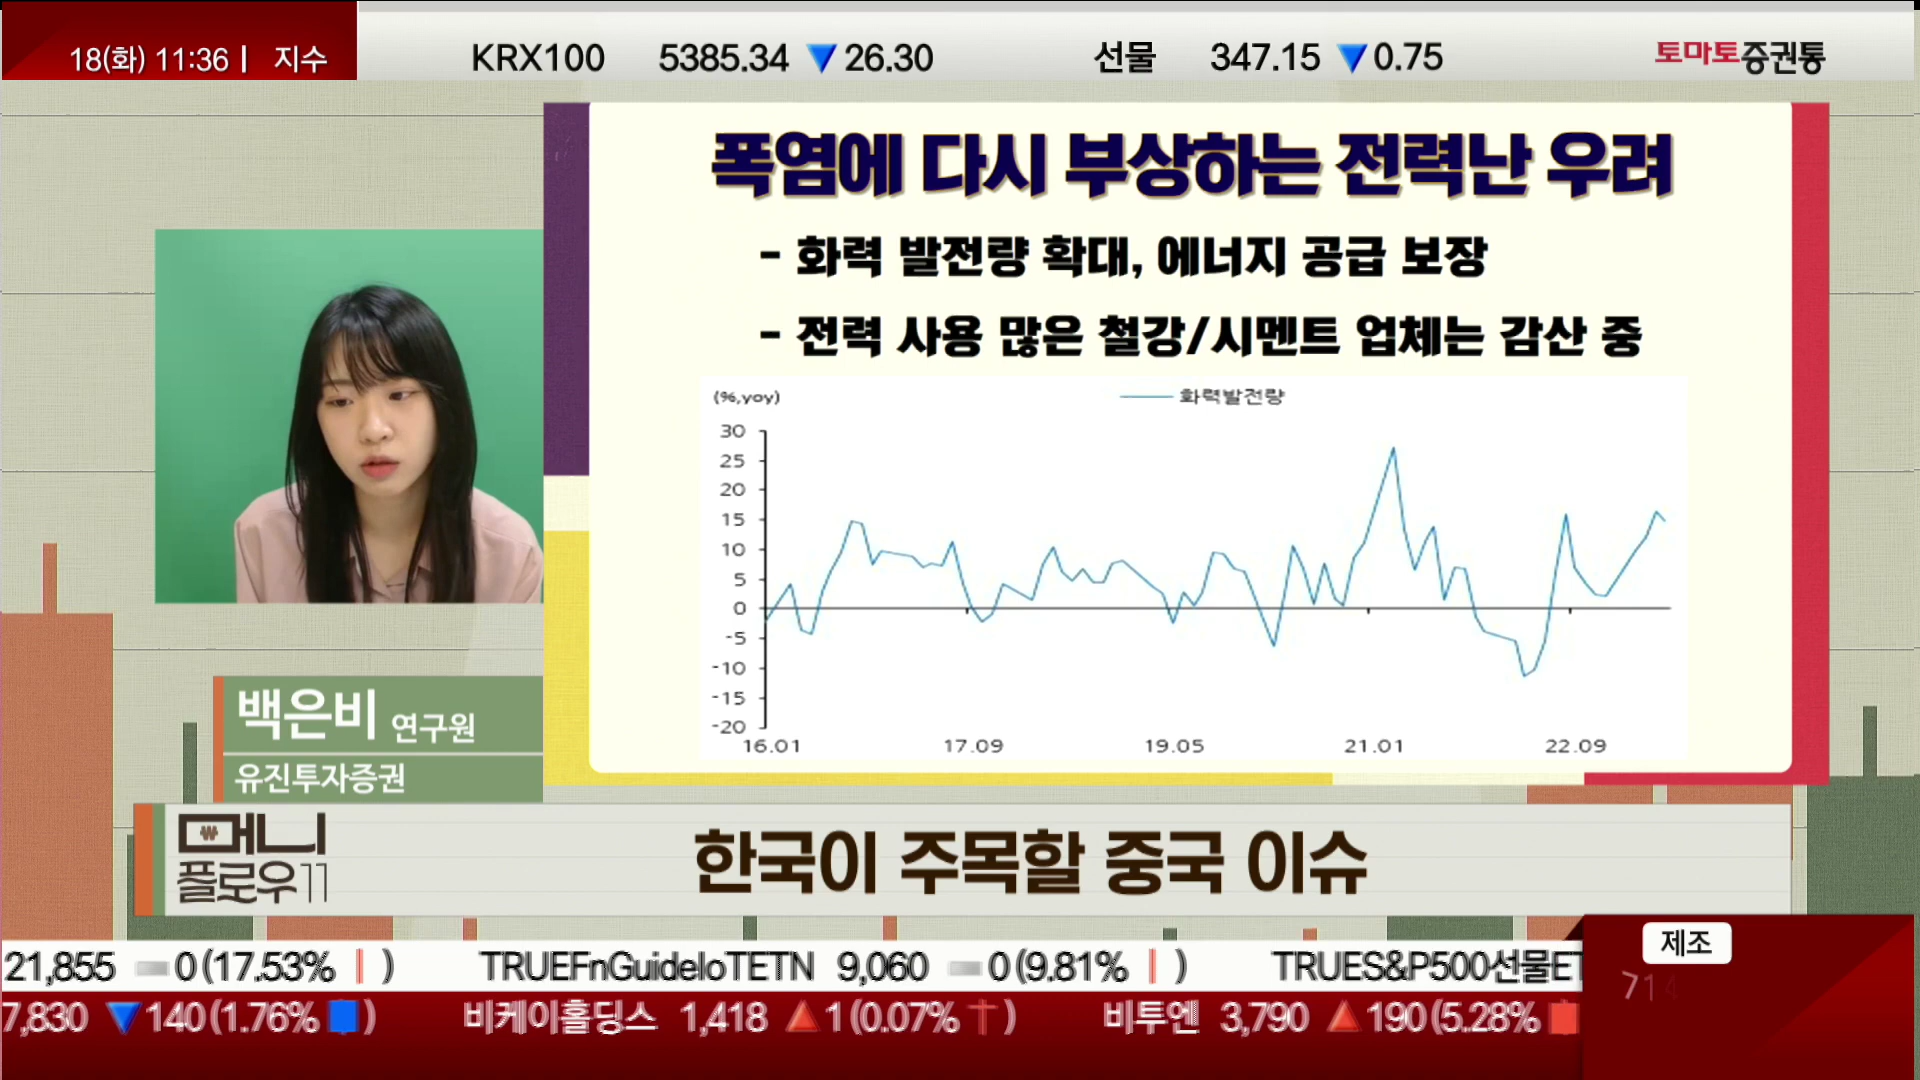 18(화) 11:36 | 지수
KRX100 5385.34 ▼26.30 선물 347.15 ▼0.75
토마토증권통
폭염에 다시 부상하는 전력난 우려
- 화력 발전량 확대, 에너지 공급 보장
- 전력 사용 많은 철강/시멘트 업체는 감산 중
(%,yoy)
화력발전량
30
25
20
15
10
5
0
-5
-10
-15
-20
16.01 17.09 19.05 21.01 22.09
백은비 연구원
유진투자증권
머니
플로우11
한국이 주목할 중국 이슈
제조
21,855 0(17.53% ) TRUEFnGuideIoTETN 9,060 0(9.81% ) TRUES&P500선물ET
7,830 ▼140(1.76% ) 비케이홀딩스 1,418 ▲1(0.07% ) 비투엔 3,790 ▲190(5.28%